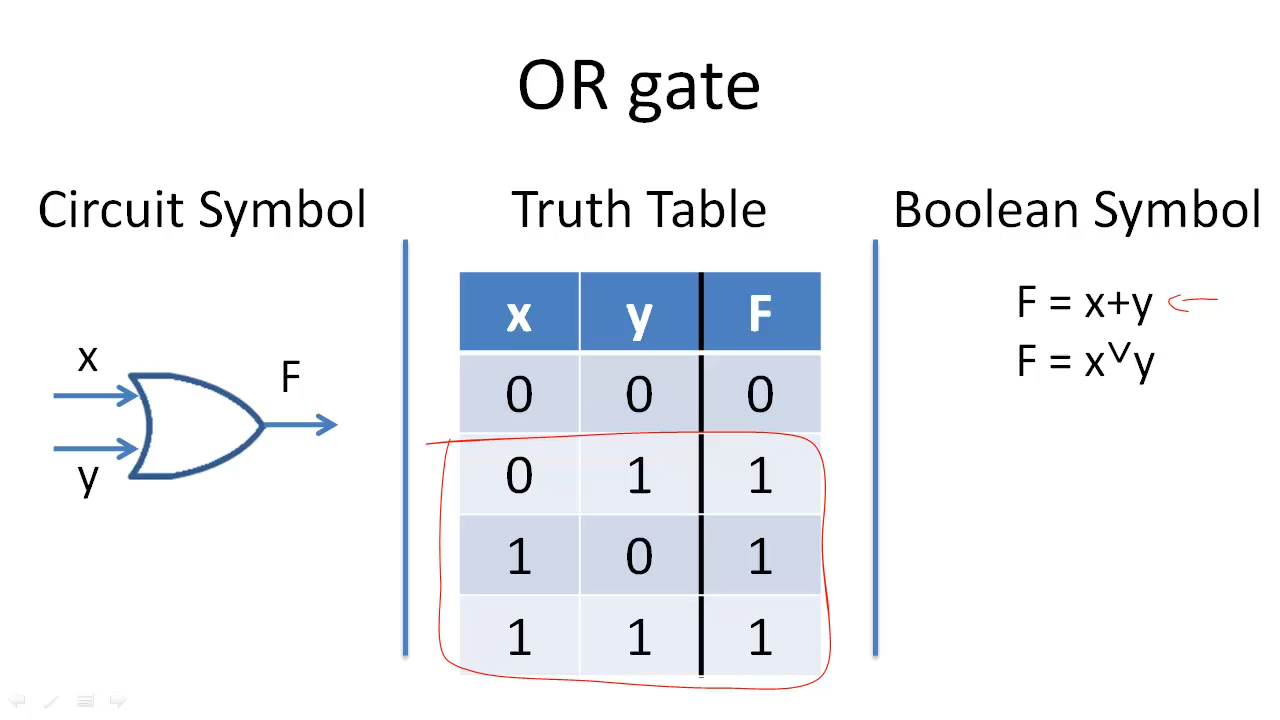 OR gate
Circuit Symbol
x
F
y
Truth Table
x y F
0 0 0
0 1 1
1 0 1
1 1 1
Boolean Symbol
F = x+y
F = x˅y